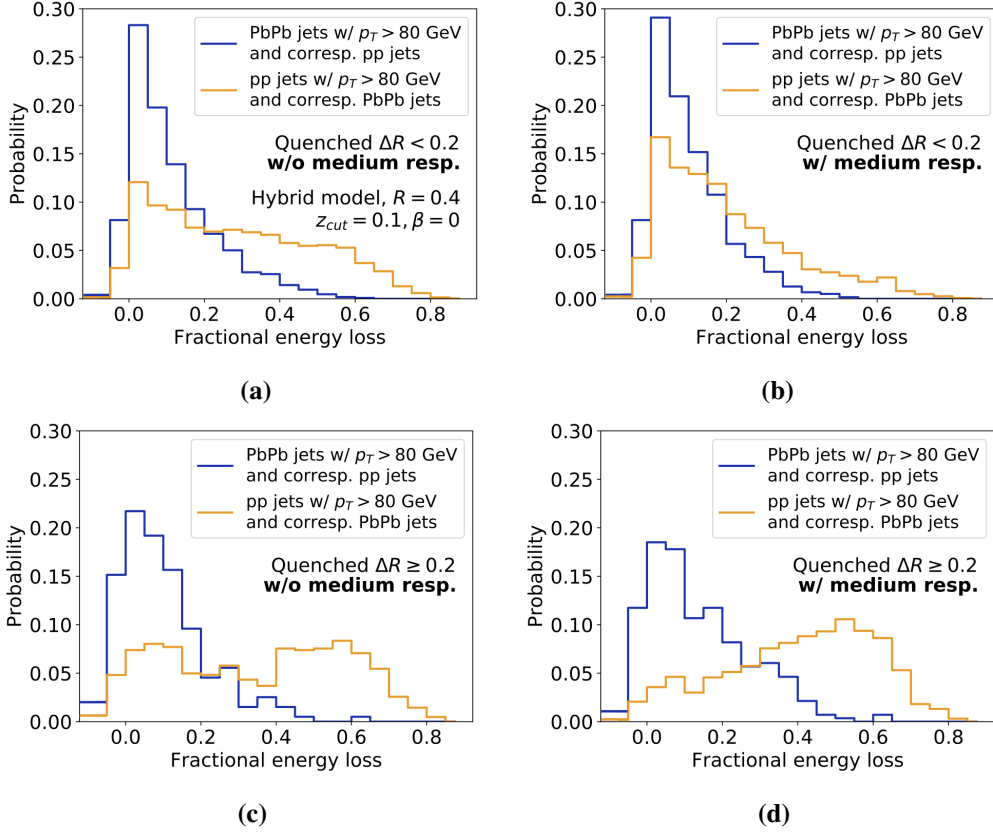 0.30
0.25
0.20
0.15
0.10
0.05
0.00
Probability
PbPb jets w/ $p_T > 80$ GeV
and corresp. pp jets
pp jets w/ $p_T > 80$ GeV
and corresp. PbPb jets
Quenched $\Delta R < 0.2$
w/o medium resp.
Hybrid model, $R = 0.4$
$z_{cut} = 0.1, \beta = 0$
0.0 0.2 0.4 0.6 0.8
Fractional energy loss
(a)
0.30
0.25
0.20
0.15
0.10
0.05
0.00
Probability
PbPb jets w/ $p_T > 80$ GeV
and corresp. pp jets
pp jets w/ $p_T > 80$ GeV
and corresp. PbPb jets
Quenched $\Delta R < 0.2$
w/ medium resp.
0.0 0.2 0.4 0.6 0.8
Fractional energy loss
(b)
0.30
0.25
0.20
0.15
0.10
0.05
0.00
Probability
PbPb jets w/ $p_T > 80$ GeV
and corresp. pp jets
pp jets w/ $p_T > 80$ GeV
and corresp. PbPb jets
Quenched $\Delta R \geq 0.2$
w/o medium resp.
0.0 0.2 0.4 0.6 0.8
Fractional energy loss
(c)
0.30
0.25
0.20
0.15
0.10
0.05
0.00
Probability
PbPb jets w/ $p_T > 80$ GeV
and corresp. pp jets
pp jets w/ $p_T > 80$ GeV
and corresp. PbPb jets
Quenched $\Delta R \geq 0.2$
w/ medium resp.
0.0 0.2 0.4 0.6 0.8
Fractional energy loss
(d)